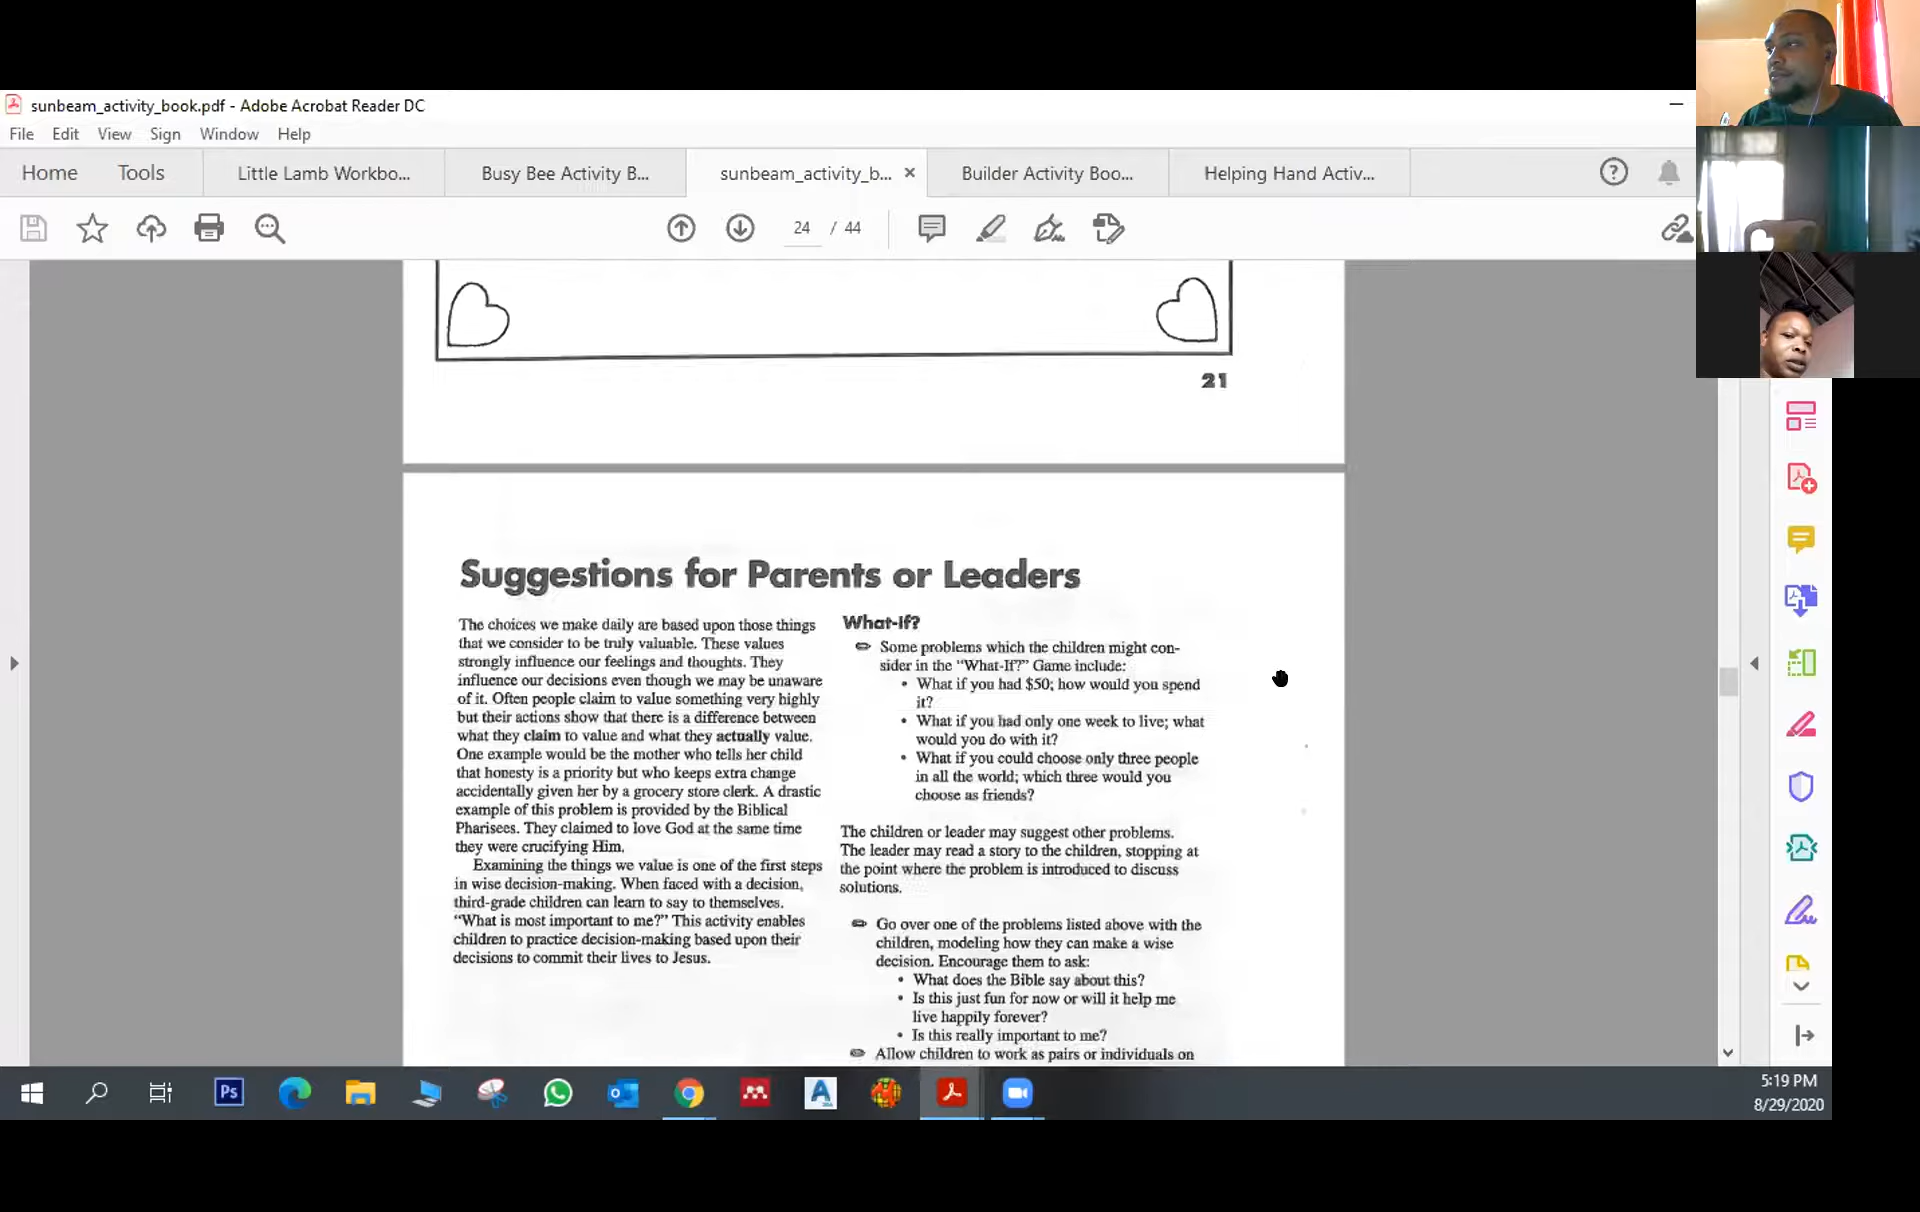 sunbeam_activity_book.pdf - Adobe Acrobat Reader DC
File Edit View Sign Window Help
Home Tools Little Lamb Workbo... Busy Bee Activity B... sunbeam_activity_b... Builder Activity Boo... Helping Hand Activ...
24 / 44
21
Suggestions for Parents or Leaders
The choices we make daily are based upon those things
that we consider to be truly valuable. These values
strongly influence our feelings and thoughts. They
influence our decisions even though we may be unaware
of it. Often people claim to value something very highly
but their actions show that there is a difference between
what they claim to value and what they actually value.
One example would be the mother who tells her child
that honesty is a priority but who keeps extra change
accidentally given her by a grocery store clerk. A drastic
example of this problem is provided by the Biblical
Pharisees. They claimed to love God at the same time
they were crucifying Him.
Examining the things we value is one of the first steps
in wise decision-making. When faced with a decision,
third-grade children can learn to say to themselves.
"What is most important to me?" This activity enables
children to practice decision-making based upon their
decisions to commit their lives to Jesus.
What-If?
Some problems which the children might con-
sider in the "What-If?" Game include:
• What if you had $50; how would you spend
it?
• What if you had only one week to live; what
would you do with it?
• What if you could choose only three people
in all the world; which three would you
choose as friends?
The children or leader may suggest other problems.
The leader may read a story to the children, stopping at
the point where the problem is introduced to discuss
solutions.
Go over one of the problems listed above with the
children, modeling how they can make a wise
decision. Encourage them to ask:
• What does the Bible say about this?
• Is this just fun for now or will it help me
live happily forever?
• Is this really important to me?
Allow children to work as pairs or individuals on
Ps
5:19 PM
8/29/2020